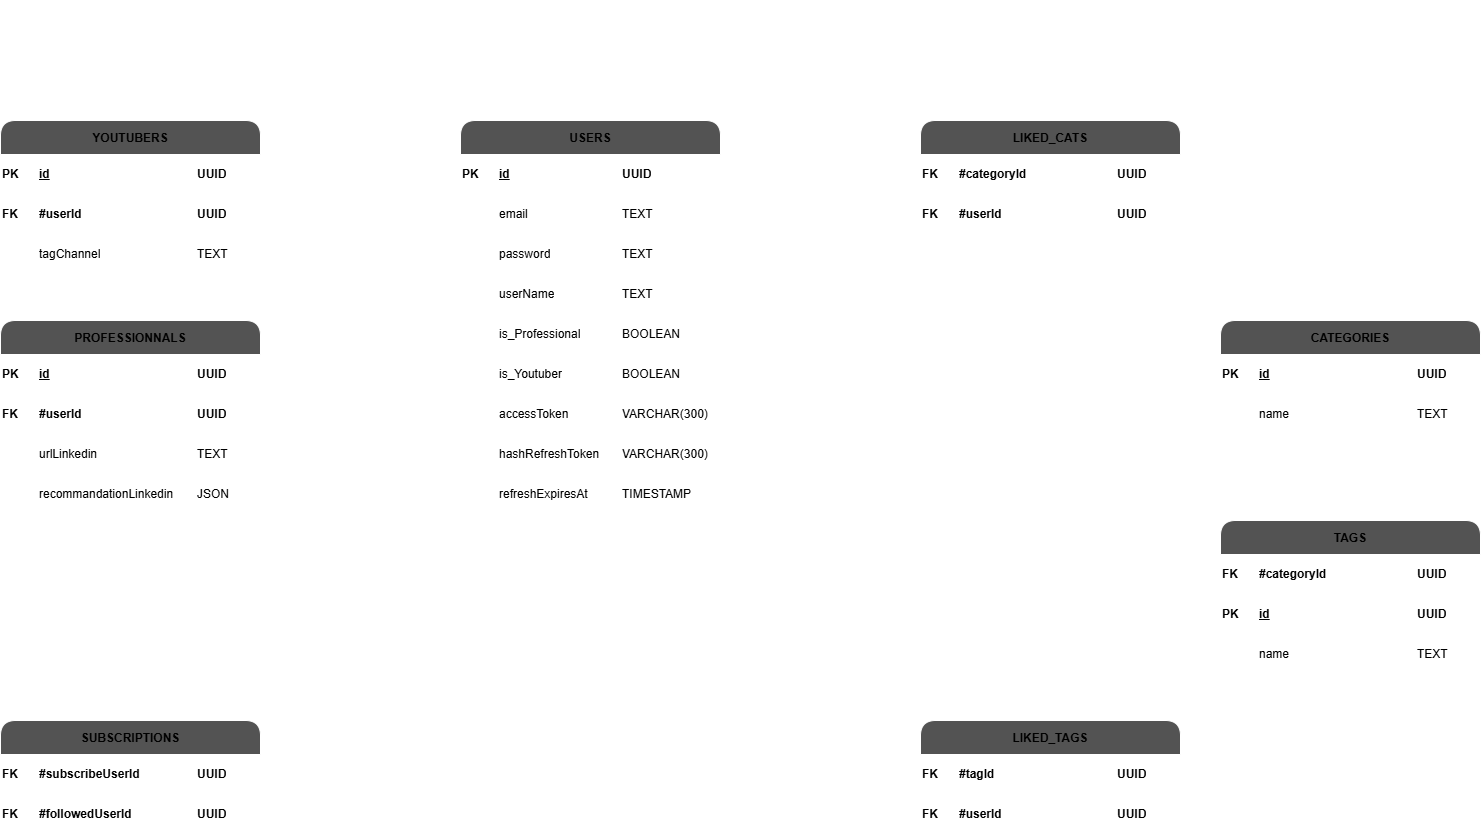 YOUTUBERS
PK id UUID
FK #userId UUID
tagChannel TEXT
PROFESSIONNALS
PK id UUID
FK #userId UUID
urlLinkedin TEXT
recommandationLinkedin JSON
SUBSCRIPTIONS
FK #subscribeUserId UUID
FK #followedUserId UUID
USERS
PK id UUID
email TEXT
password TEXT
userName TEXT
is_Professional BOOLEAN
is_Youtuber BOOLEAN
accessToken VARCHAR(300)
hashRefreshToken VARCHAR(300)
refreshExpiresAt TIMESTAMP
LIKED_CATS
FK #categoryId UUID
FK #userId UUID
LIKED_TAGS
FK #tagId UUID
FK #userId UUID
CATEGORIES
PK id UUID
name TEXT
TAGS
FK #categoryId UUID
PK id UUID
name TEXT